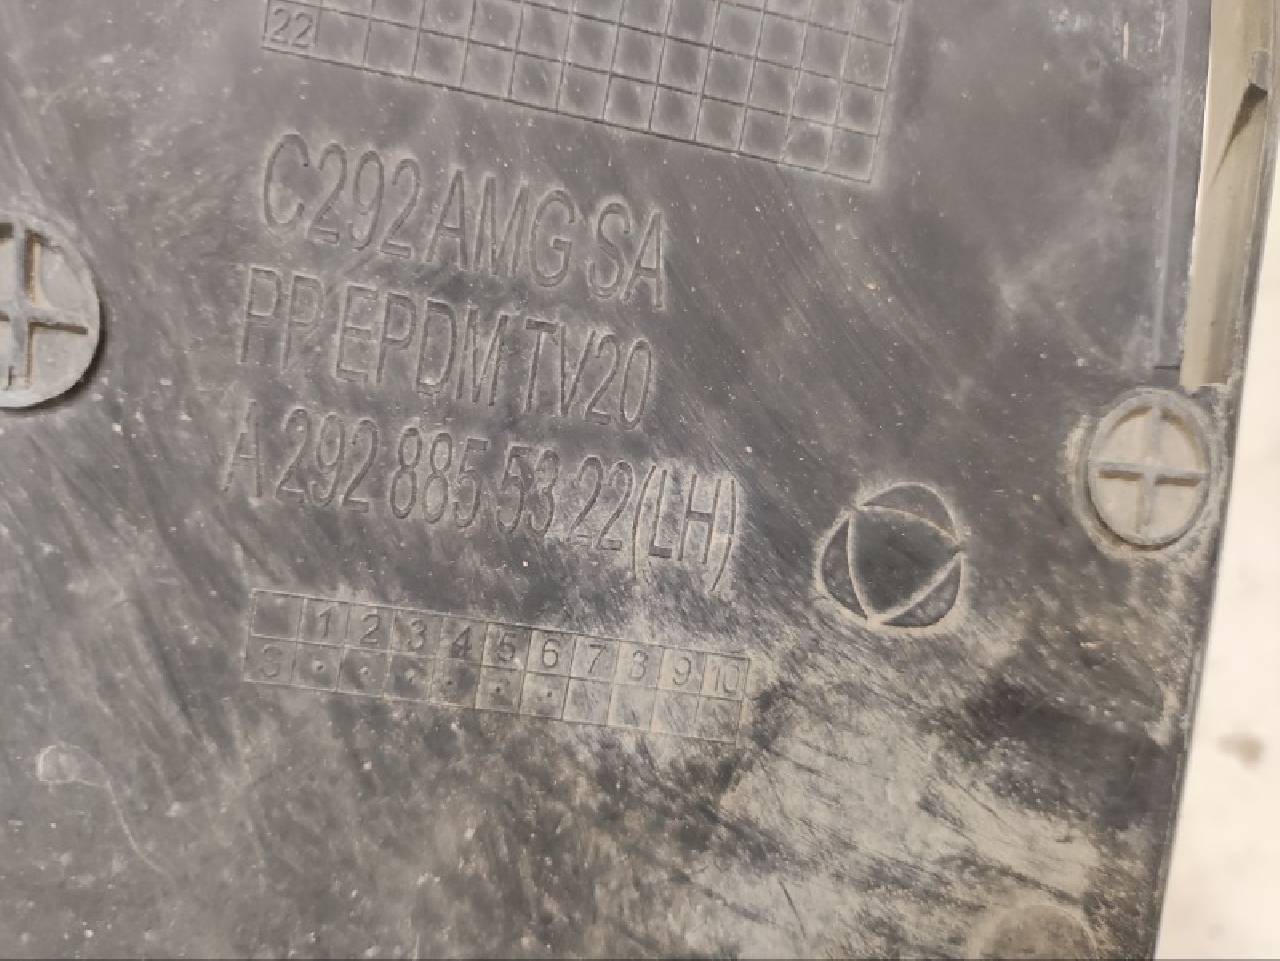 22
C292 AMG SA
PP EPDM TV20
A 292 885 53 22(LH)
1 2 3 4 5 6 7 8 9 10
S